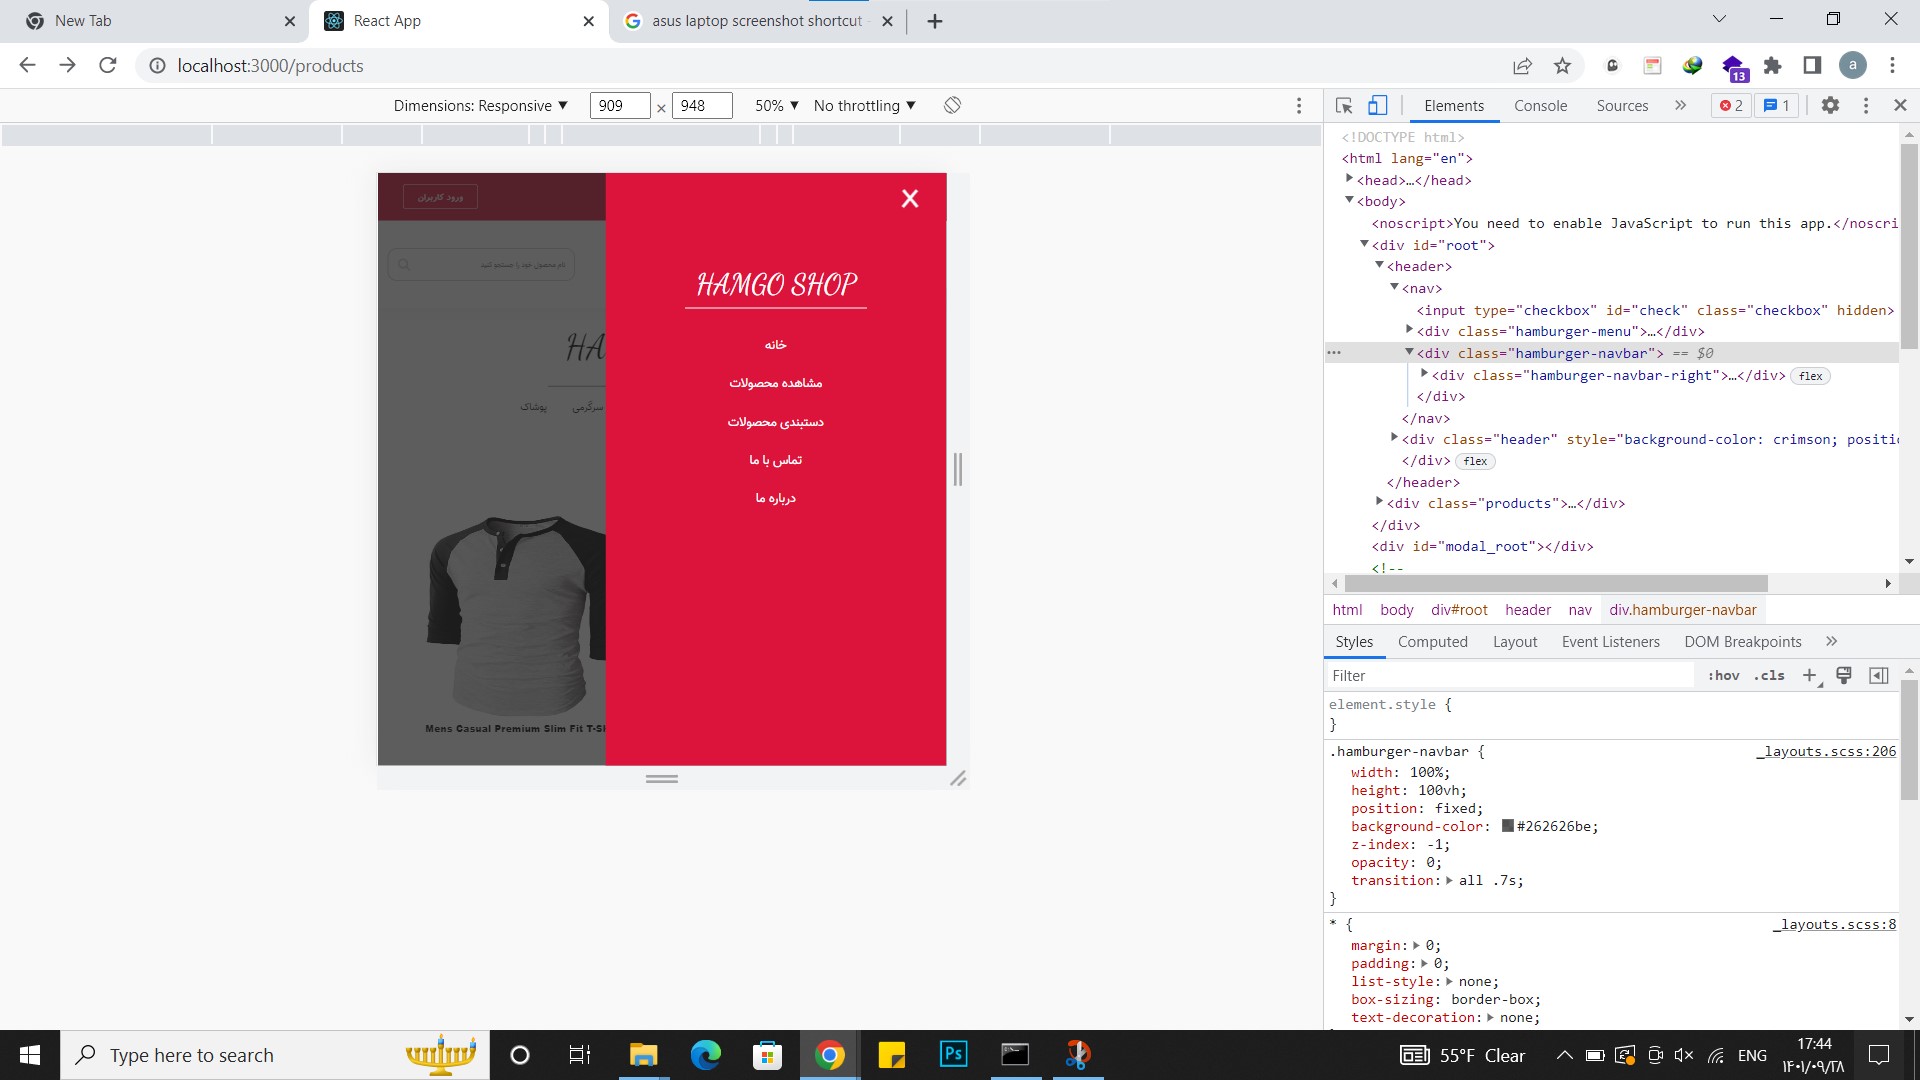 New Tab
React App
asus laptop screenshot shortcut -
localhost:3000/products
a
13
Dimensions: Responsive ▼ 909 × 948 50% ▼ No throttling ▼
ورود کاربران
نام محصول خود را جستجو کنید
HA
سرگرمی
پوشاک
Mens Casual Premium Slim Fit T-Sh
HAMGO SHOP
خانه
مشاهده محصولات
دستبندی محصولات
تماس با ما
درباره ما
Elements Console Sources » 2 1
<!DOCTYPE html>
<html lang="en">
<head>…</head>
<body>
<noscript>You need to enable JavaScript to run this app.</noscri
<div id="root">
<header>
<nav>
<input type="checkbox" id="check" class="checkbox" hidden>
<div class="hamburger-menu">…</div>
<div class="hamburger-navbar"> == $0
<div class="hamburger-navbar-right">…</div> flex
</div>
</nav>
<div class="header" style="background-color: crimson; positi
</div> flex
</header>
<div class="products">…</div>
</div>
<div id="modal_root"></div>
<!--
html body div#root header nav div.hamburger-navbar
Styles Computed Layout Event Listeners DOM Breakpoints »
Filter :hov .cls +
element.style {
}
.hamburger-navbar { _layouts.scss:206
width: 100%;
height: 100vh;
position: fixed;
background-color: #262626be;
z-index: -1;
opacity: 0;
transition: all .7s;
}
* { _layouts.scss:8
margin: 0;
padding: 0;
list-style: none;
box-sizing: border-box;
text-decoration: none;
Type here to search
Ps
55°F Clear
ENG
17:44
۱۴۰۱/۰۹/۲۸